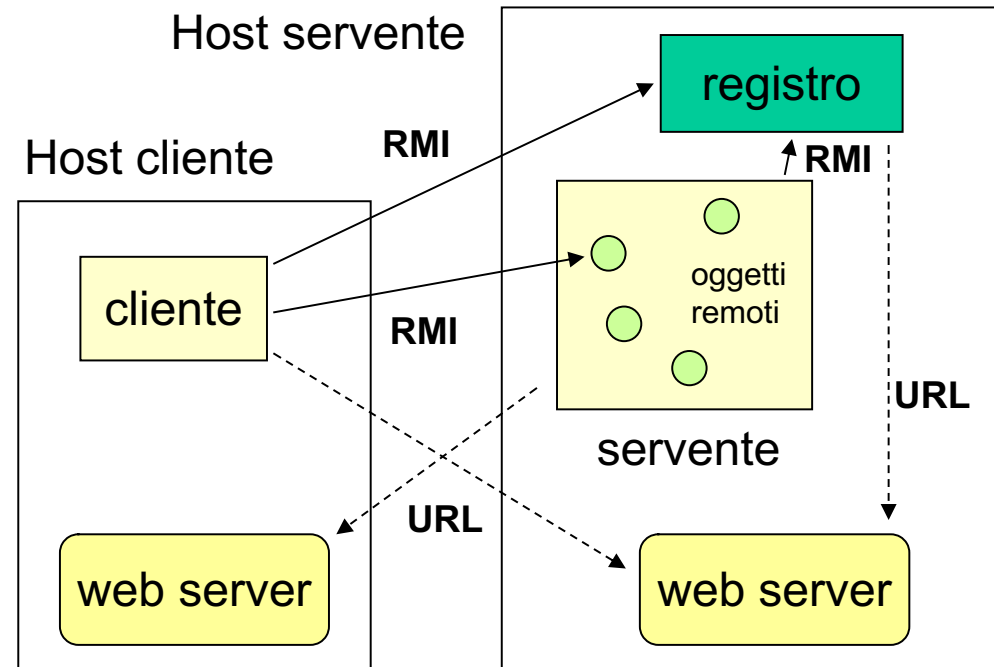 Host servente
registro
RMI
RMI
Host cliente
cliente
oggetti
remoti
RMI
URL
servente
URL
web server
web server